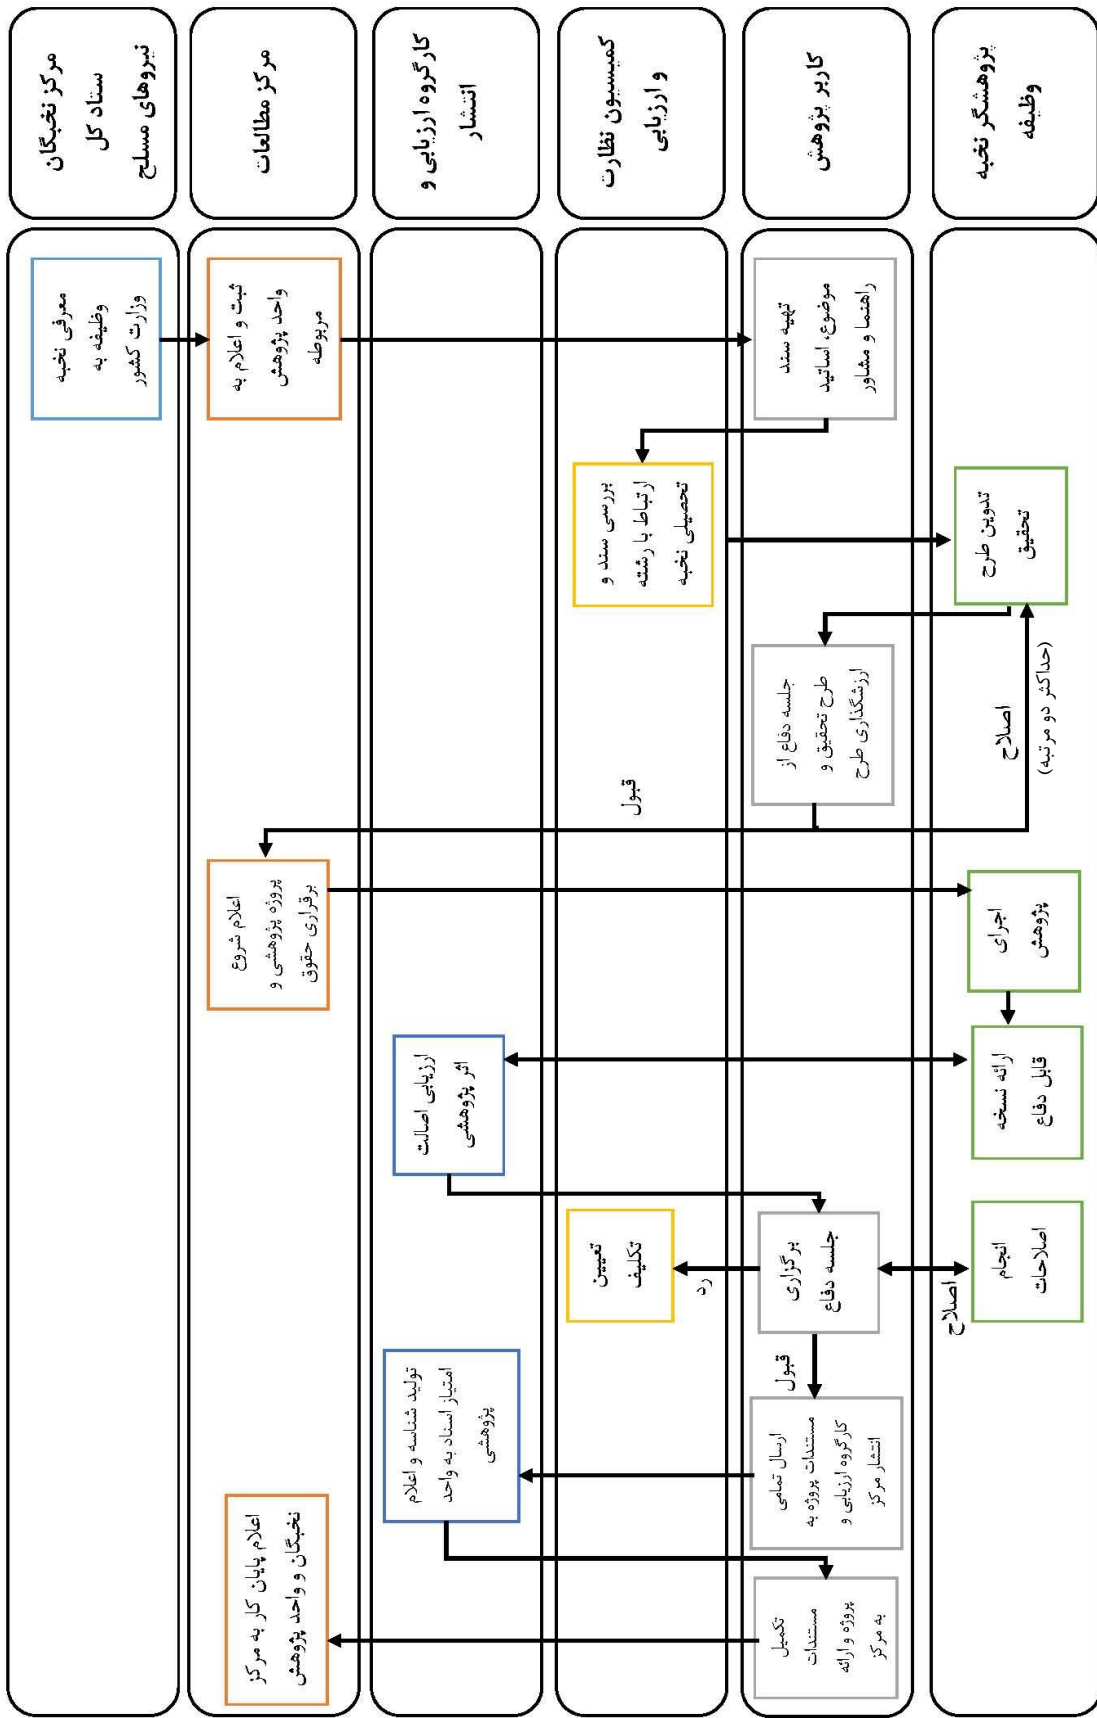 مرکز نخبگان
ستاد کل
نیروهای مسلح
مرکز مطالعات
کارگروه ارزیابی و
انتشار
کمیسیون نظارت
و ارزیابی
کاربر پژوهش
پژوهشگر نخبه
وظیفه
معرفی نخبه
وظیفه به
وزارت کشور
ثبت و اعلام به
واحد پژوهش
مربوطه
تهیه سند
موضوع، اساتید
راهنما و مشاور
بررسی سند و
ارتباط با رشته
تحصیلی نخبه
تدوین طرح
تحقیق
جلسه دفاع از
طرح تحقیق و
ارزشگذاری طرح
اصلاح
(حداکثر دو مرتبه)
قبول
اعلام شروع
پروژه پژوهشی و
برقراری حقوق
اجرای
پژوهش
ارائه نسخه
قابل دفاع
ارزیابی اصالت
اثر پژوهشی
برگزاری
جلسه دفاع
رد
تعیین
تکلیف
اصلاح
انجام
اصلاحات
قبول
ارسال تمامی
مستندات پروژه به
کارگروه ارزیابی و
انتشار مرکز
تولید شناسه و اعلام
امتیاز اسناد به واحد
پژوهشی
تکمیل
مستندات
پروژه و ارائه
به مرکز
اعلام پایان کار به مرکز
نخبگان و واحد پژوهش